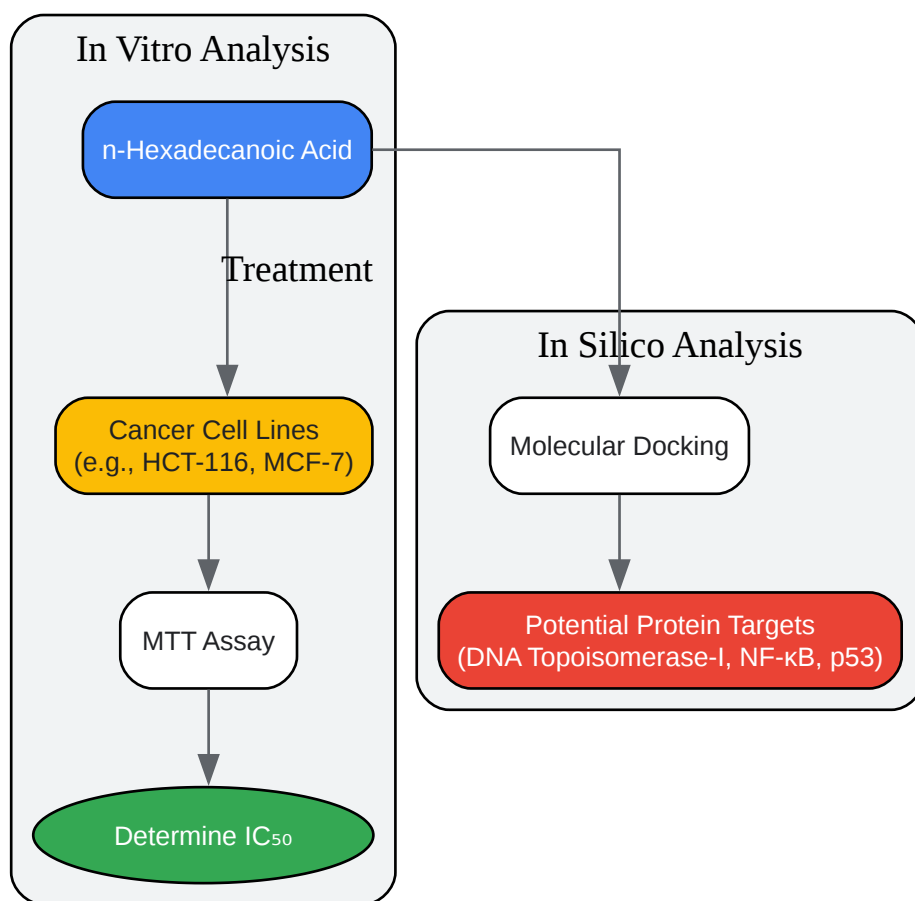 In Vitro Analysis
n-Hexadecanoic Acid
Treatment
Cancer Cell Lines
(e.g., HCT-116, MCF-7)
MTT Assay
Determine IC₅₀
In Silico Analysis
Molecular Docking
Potential Protein Targets
(DNA Topoisomerase-I, NF-κB, p53)